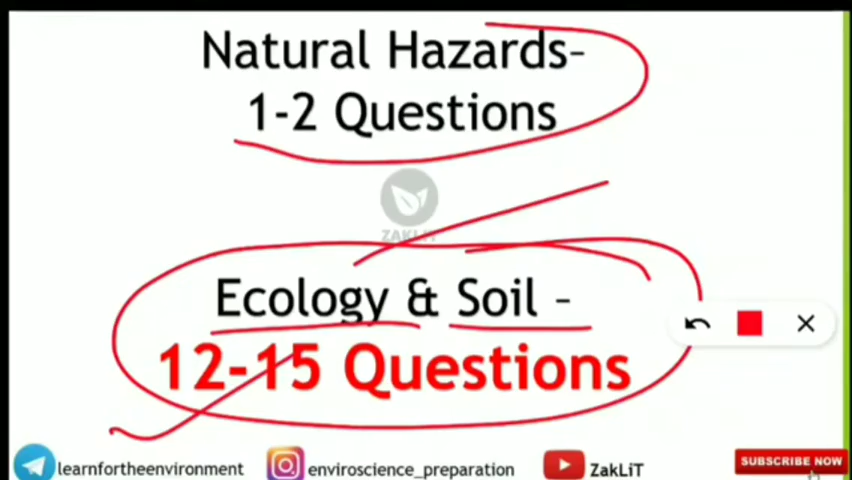 Natural Hazards-
1-2 Questions
ZAKLiT
Ecology & Soil –
12-15 Questions
learnfortheenvironment
enviroscience_preparation
ZakLiT
SUBSCRIBE NOW